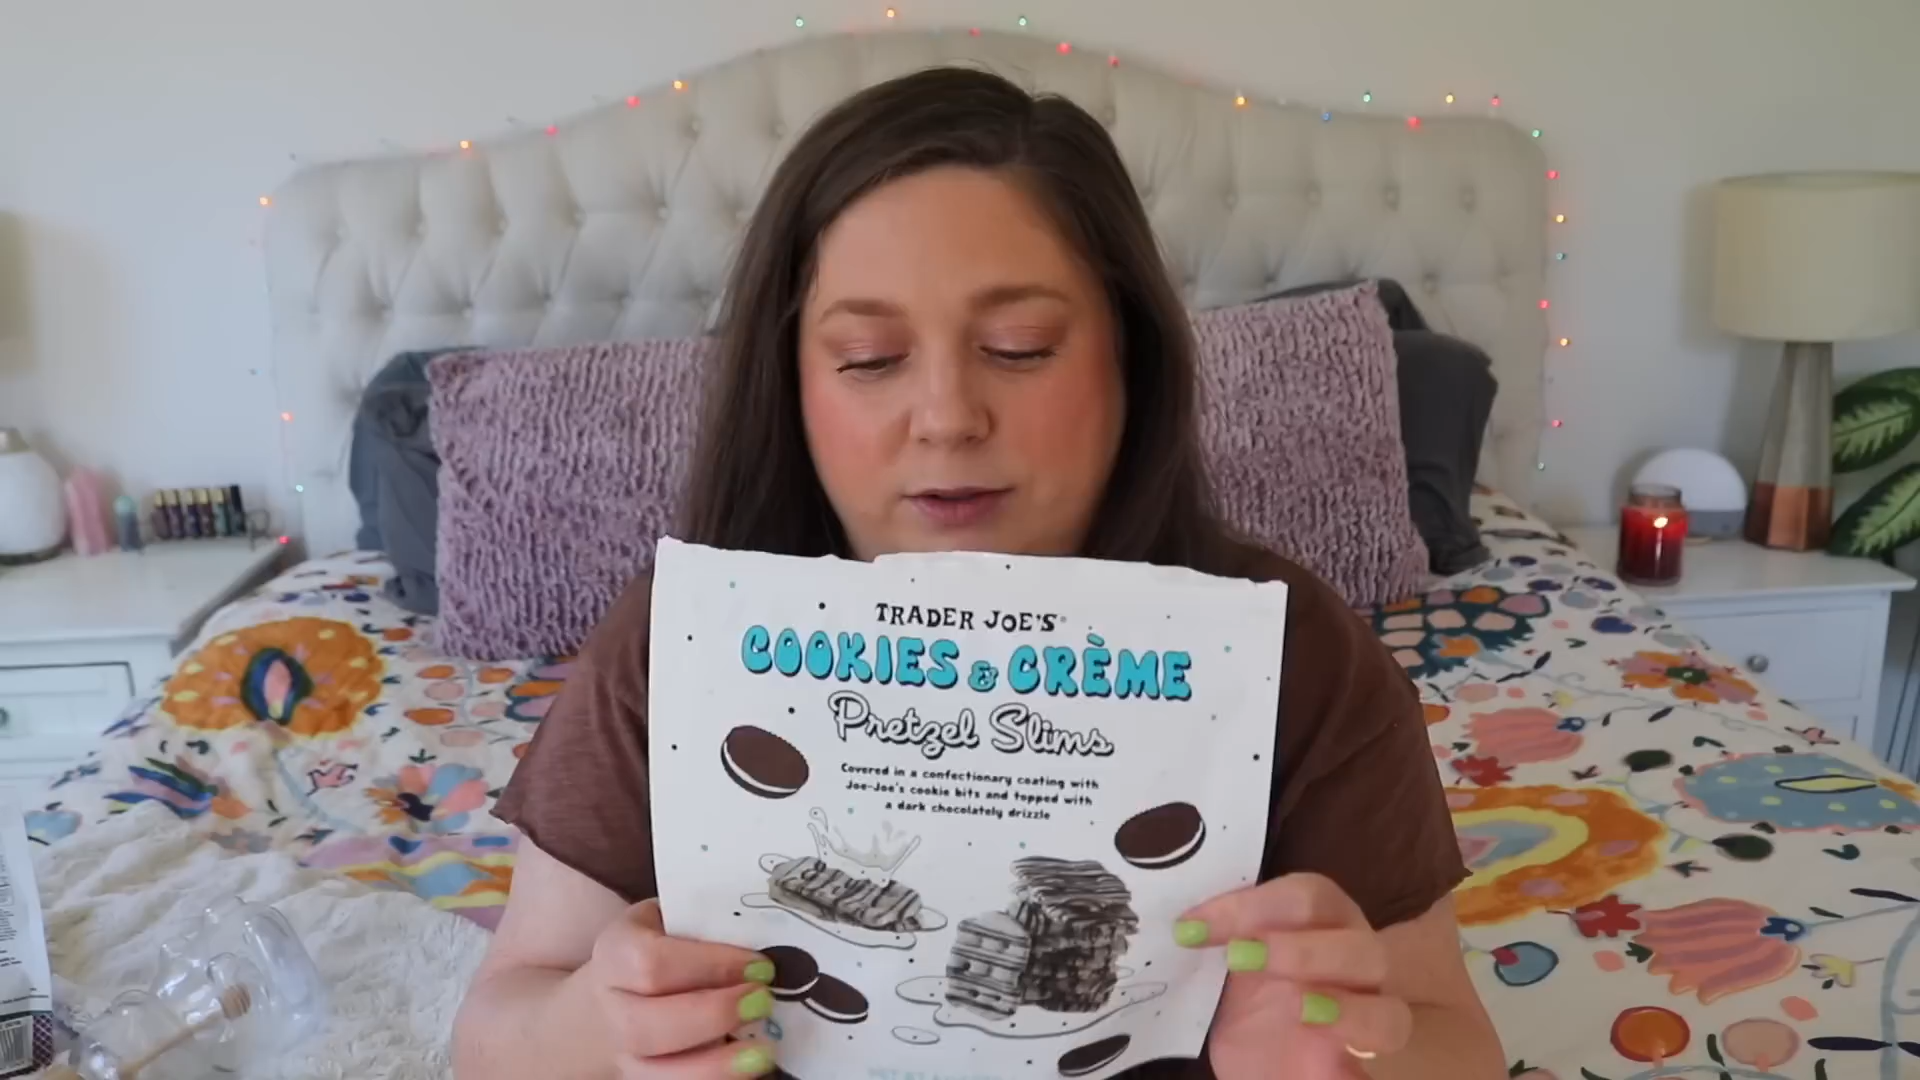 TRADER JOE'S
COOKIES & CRÈME
Pretzel Slims
Covered in a confectionary coating with
Joe-Joe's cookie bits and topped with
a dark chocolatey drizzle